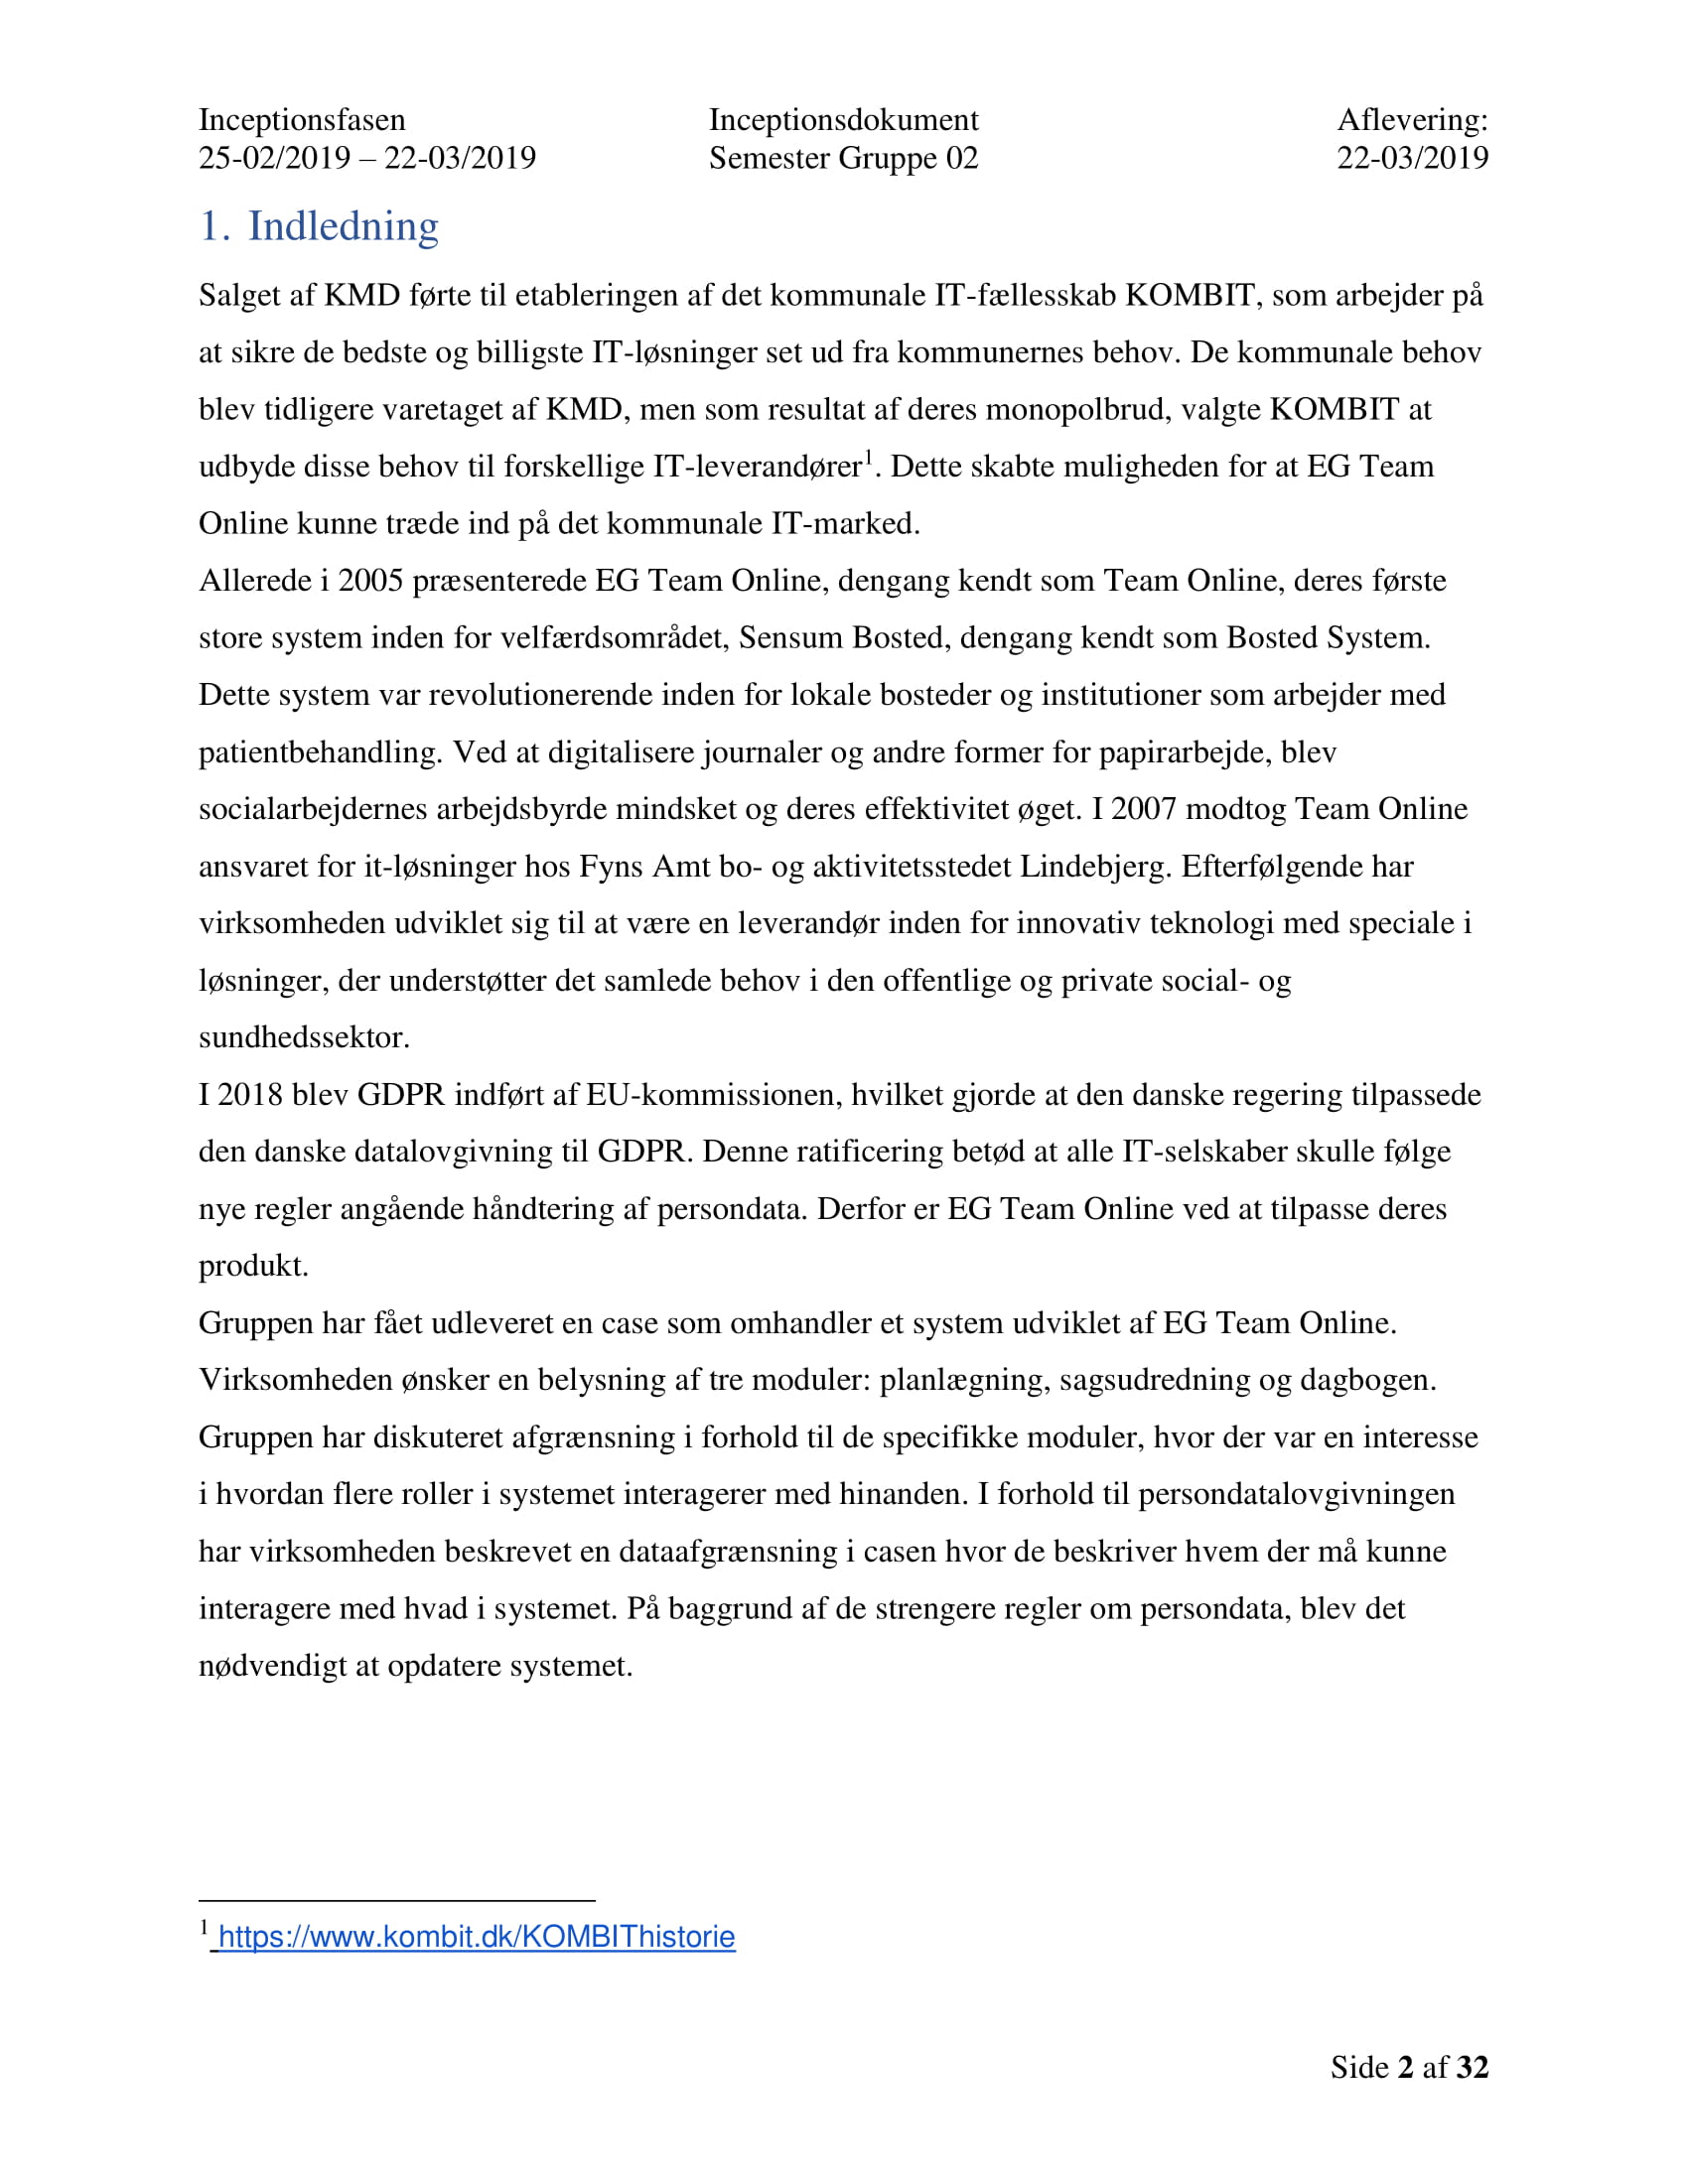 Inceptionsfasen Inceptionsdokument Aflevering:
25-02/2019 – 22-03/2019 Semester Gruppe 02 22-03/2019
1. Indledning
Salget af KMD førte til etableringen af det kommunale IT-fællesskab KOMBIT, som arbejder på
at sikre de bedste og billigste IT-løsninger set ud fra kommunernes behov. De kommunale behov
blev tidligere varetaget af KMD, men som resultat af deres monopolbrud, valgte KOMBIT at
udbyde disse behov til forskellige IT-leverandører1. Dette skabte muligheden for at EG Team
Online kunne træde ind på det kommunale IT-marked.
Allerede i 2005 præsenterede EG Team Online, dengang kendt som Team Online, deres første
store system inden for velfærdsområdet, Sensum Bosted, dengang kendt som Bosted System.
Dette system var revolutionerende inden for lokale bosteder og institutioner som arbejder med
patientbehandling. Ved at digitalisere journaler og andre former for papirarbejde, blev
socialarbejdernes arbejdsbyrde mindsket og deres effektivitet øget. I 2007 modtog Team Online
ansvaret for it-løsninger hos Fyns Amt bo- og aktivitetsstedet Lindebjerg. Efterfølgende har
virksomheden udviklet sig til at være en leverandør inden for innovativ teknologi med speciale i
løsninger, der understøtter det samlede behov i den offentlige og private social- og
sundhedssektor.
I 2018 blev GDPR indført af EU-kommissionen, hvilket gjorde at den danske regering tilpassede
den danske datalovgivning til GDPR. Denne ratificering betød at alle IT-selskaber skulle følge
nye regler angående håndtering af persondata. Derfor er EG Team Online ved at tilpasse deres
produkt.
Gruppen har fået udleveret en case som omhandler et system udviklet af EG Team Online.
Virksomheden ønsker en belysning af tre moduler: planlægning, sagsudredning og dagbogen.
Gruppen har diskuteret afgrænsning i forhold til de specifikke moduler, hvor der var en interesse
i hvordan flere roller i systemet interagerer med hinanden. I forhold til persondatalovgivningen
har virksomheden beskrevet en dataafgrænsning i casen hvor de beskriver hvem der må kunne
interagere med hvad i systemet. På baggrund af de strengere regler om persondata, blev det
nødvendigt at opdatere systemet.
1 https://www.kombit.dk/KOMBIThistorie
Side 2 af 32